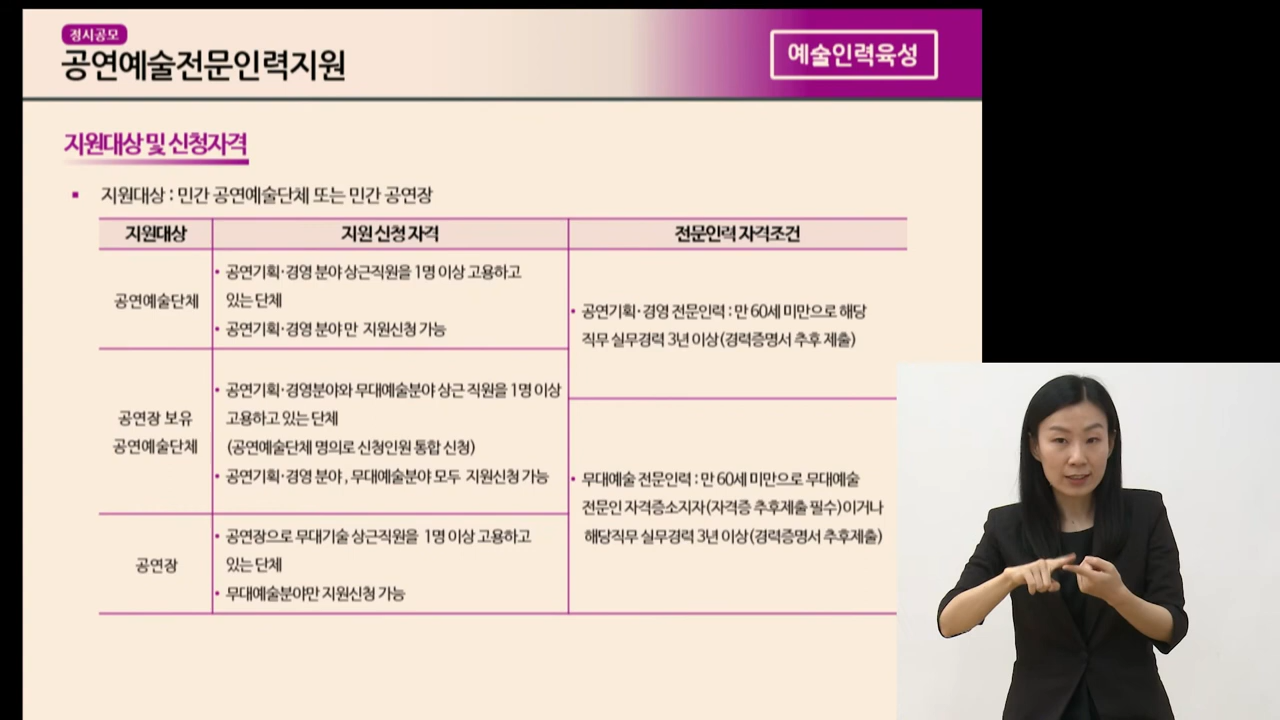 정시공모
공연예술전문인력지원
예술인력육성
지원대상 및 신청자격
▪ 지원대상 : 민간 공연예술단체 또는 민간 공연장
지원대상
지원 신청 자격
전문인력 자격조건
공연예술단체
• 공연기획·경영 분야 상근직원을 1명 이상 고용하고
있는 단체
• 공연기획·경영 분야만 지원신청 가능
• 공연기획·경영 전문인력 : 만 60세 미만으로 해당
직무 실무경력 3년 이상(경력증명서 추후 제출)
공연장 보유
공연예술단체
• 공연기획·경영분야와 무대예술분야 상근 직원을 1명 이상
고용하고 있는 단체
(공연예술단체 명의로 신청인원 통합 신청)
• 공연기획·경영 분야, 무대예술분야 모두 지원신청 가능
• 무대예술 전문인력 : 만 60세 미만으로 무대예술
전문인 자격증소지자(자격증 추후제출 필수)이거나
해당직무 실무경력 3년 이상(경력증명서 추후제출)
공연장
• 공연장으로 무대기술 상근직원을 1명 이상 고용하고
있는 단체
• 무대예술분야만 지원신청 가능